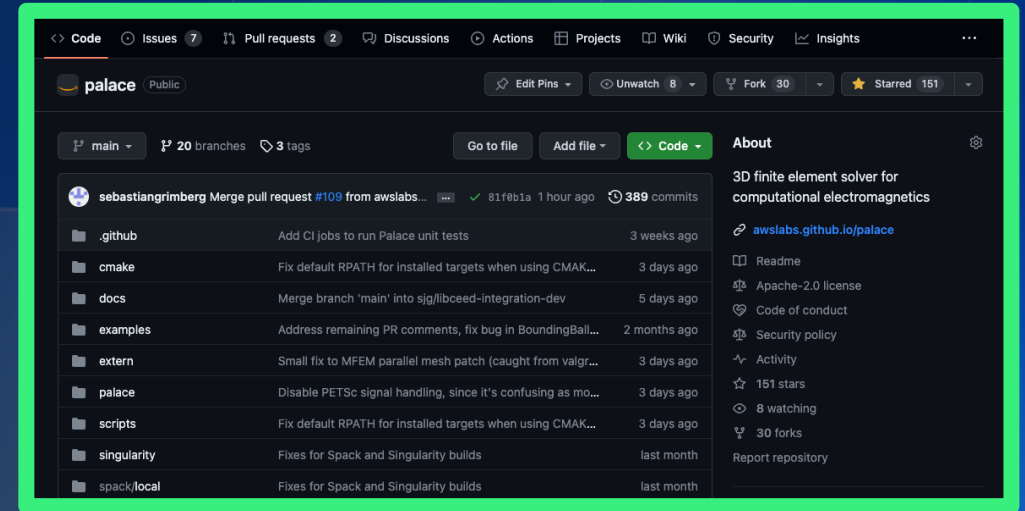 Code Issues 7 Pull requests 2 Discussions Actions Projects Wiki Security Insights ...
palace Public Edit Pins Unwatch 8 Fork 30 Starred 151
main 20 branches 3 tags Go to file Add file Code
sebastiangrimberg Merge pull request #109 from awslabs... ... 81f0b1a 1 hour ago 389 commits
.github Add CI jobs to run Palace unit tests 3 weeks ago
cmake Fix default RPATH for installed targets when using CMAK... 3 days ago
docs Merge branch 'main' into sjg/libceed-integration-dev 5 days ago
examples Address remaining PR comments, fix bug in BoundingBall... 2 months ago
extern Small fix to MFEM parallel mesh patch (caught from valgr... 3 days ago
palace Disable PETSc signal handling, since it's confusing as mo... 3 days ago
scripts Fix default RPATH for installed targets when using CMAK... 3 days ago
singularity Fixes for Spack and Singularity builds last month
spack/local Fixes for Spack and Singularity builds last month
About
3D finite element solver for
computational electromagnetics
awslabs.github.io/palace
Readme
Apache-2.0 license
Code of conduct
Security policy
Activity
151 stars
8 watching
30 forks
Report repository